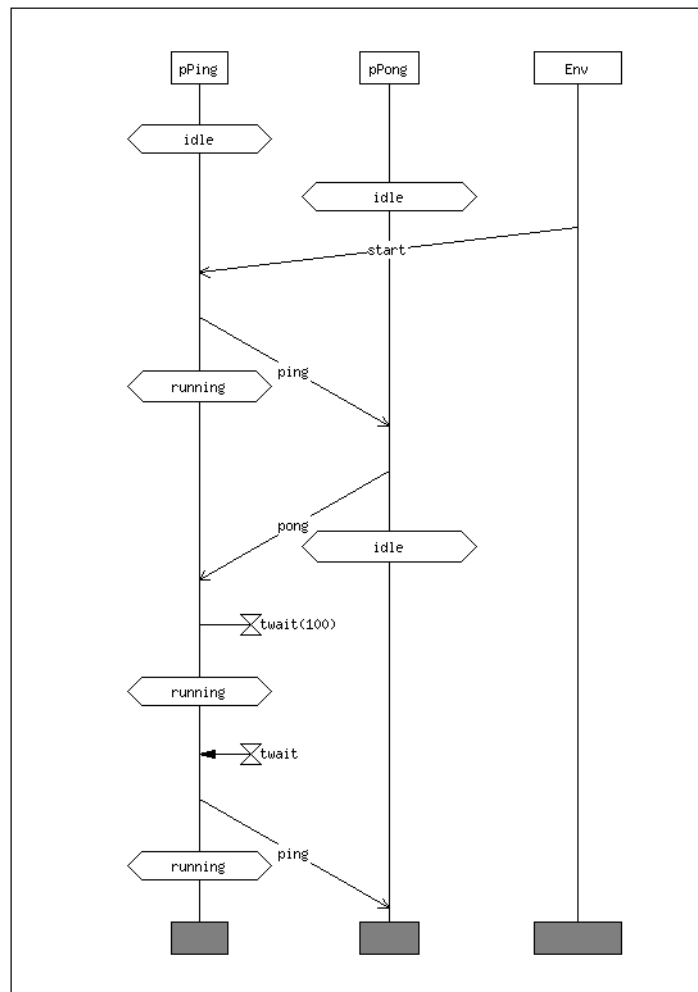 pPing
pPong
Env
idle
idle
start
ping
running
pong
idle
twait(100)
running
twait
ping
running